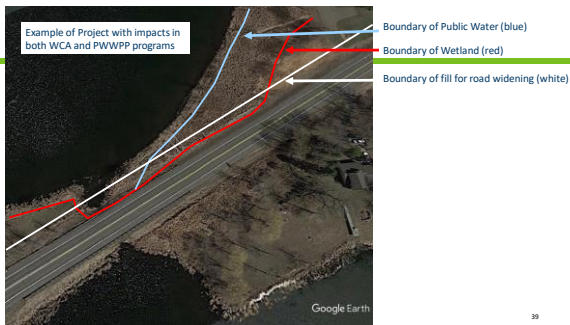 Example of Project with impacts in
both WCA and PWWPP programs
Boundary of Public Water (blue)
Boundary of Wetland (red)
Boundary of fill for road widening (white)
Google Earth
39